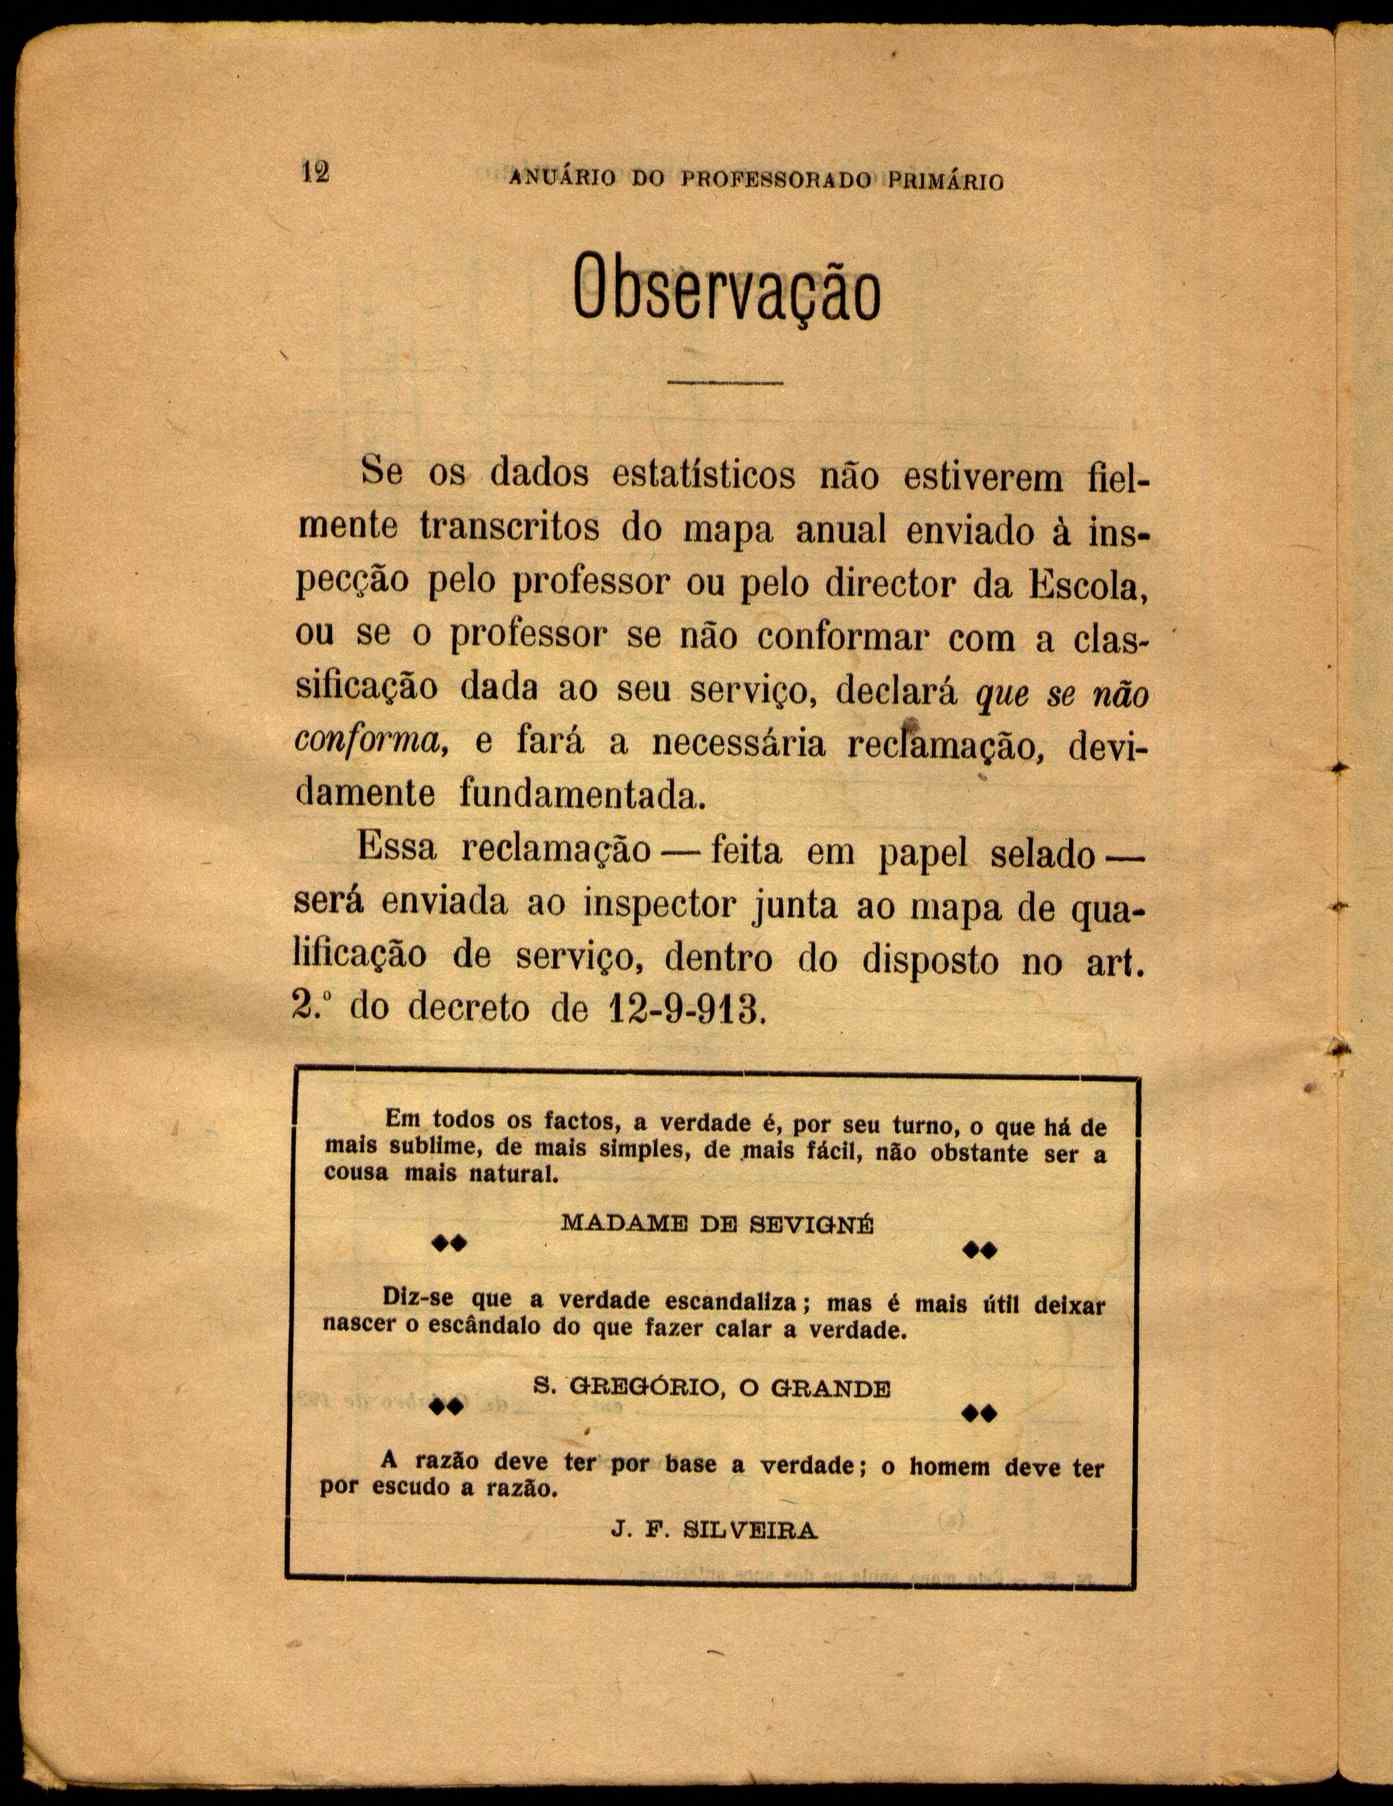 12
ANUÁRIO DO PROFESSORADO PRIMÁRIO
Observação
Se os dados estatísticos não estiverem fiel-
mente transcritos do mapa anual enviado à ins-
pecção pelo professor ou pelo director da Escola,
ou se o professor se não conformar com a clas-
sificação dada ao seu serviço, declará que se não
conforma, e fará a necessária reclamação, devi-
damente fundamentada.
Essa reclamação — feita em papel selado —
será enviada ao inspector junta ao mapa de qua-
lificação de serviço, dentro do disposto no art.
2.º do decreto de 12-9-913.
Em todos os factos, a verdade é, por seu turno, o que há de
mais sublime, de mais simples, de mais fácil, não obstante ser a
cousa mais natural.
MADAME DE SEVIGNÉ
Diz-se que a verdade escandaliza; mas é mais útil deixar
nascer o escândalo do que fazer calar a verdade.
S. GREGÓRIO, O GRANDE
A razão deve ter por base a verdade; o homem deve ter
por escudo a razão.
J. F. SILVEIRA